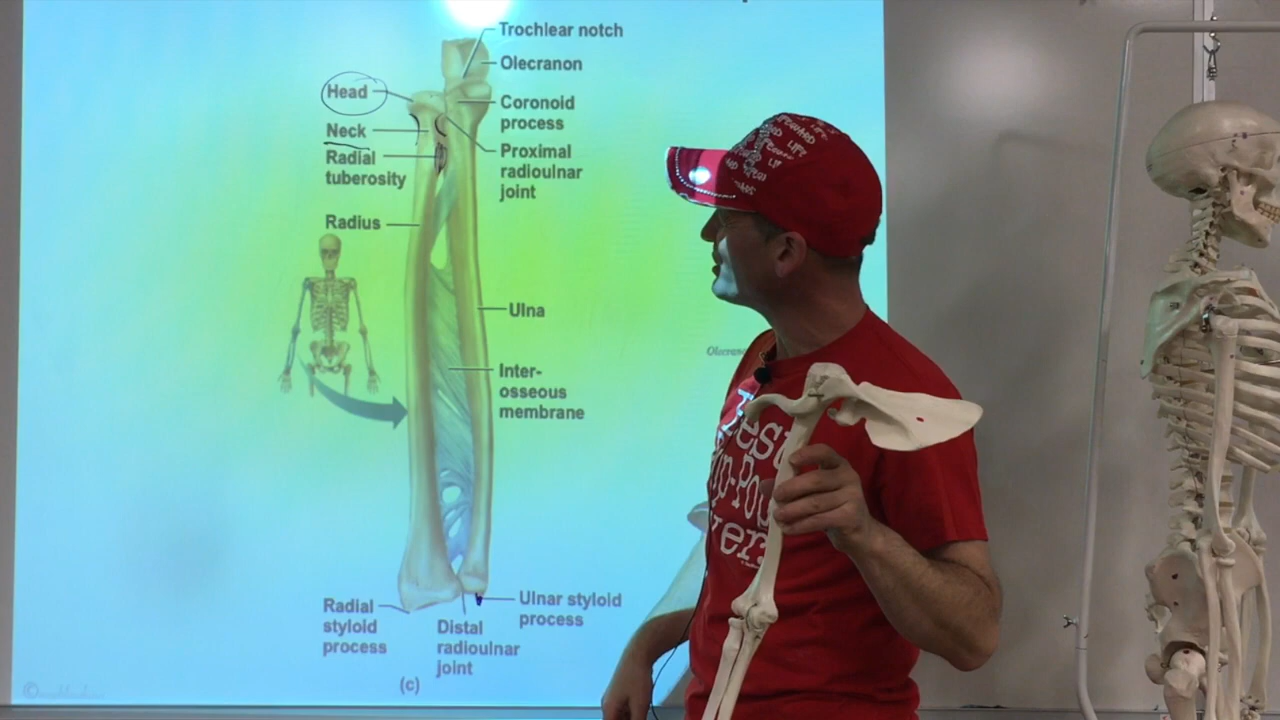 Trochlear notch
Olecranon
Head
Coronoid
process
Neck
Proximal
radioulnar
joint
Radial
tuberosity
Radius
Ulna
Inter-
osseous
membrane
Radial
styloid
process
Distal
radioulnar
joint
Ulnar styloid
process
(c)
LIFE